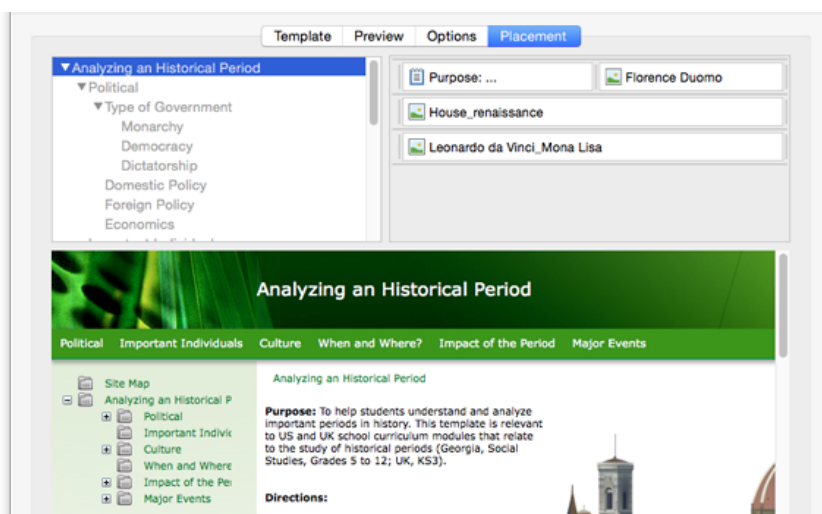 Template Preview Options Placement
Analyzing an Historical Period
Political
Type of Government
Monarchy
Democracy
Dictatorship
Domestic Policy
Foreign Policy
Economics
Purpose: ... Florence Duomo
House_renaissance
Leonardo da Vinci_Mona Lisa
Analyzing an Historical Period
Political Important Individuals Culture When and Where? Impact of the Period Major Events
Site Map
Analyzing an Historical P
Political
Important Individ
Culture
When and Where
Impact of the Per
Major Events
Analyzing an Historical Period
Purpose: To help students understand and analyze
important periods in history. This template is relevant
to US and UK school curriculum modules that relate
to the study of historical periods (Georgia, Social
Studies, Grades 5 to 12; UK, KS3).
Directions: